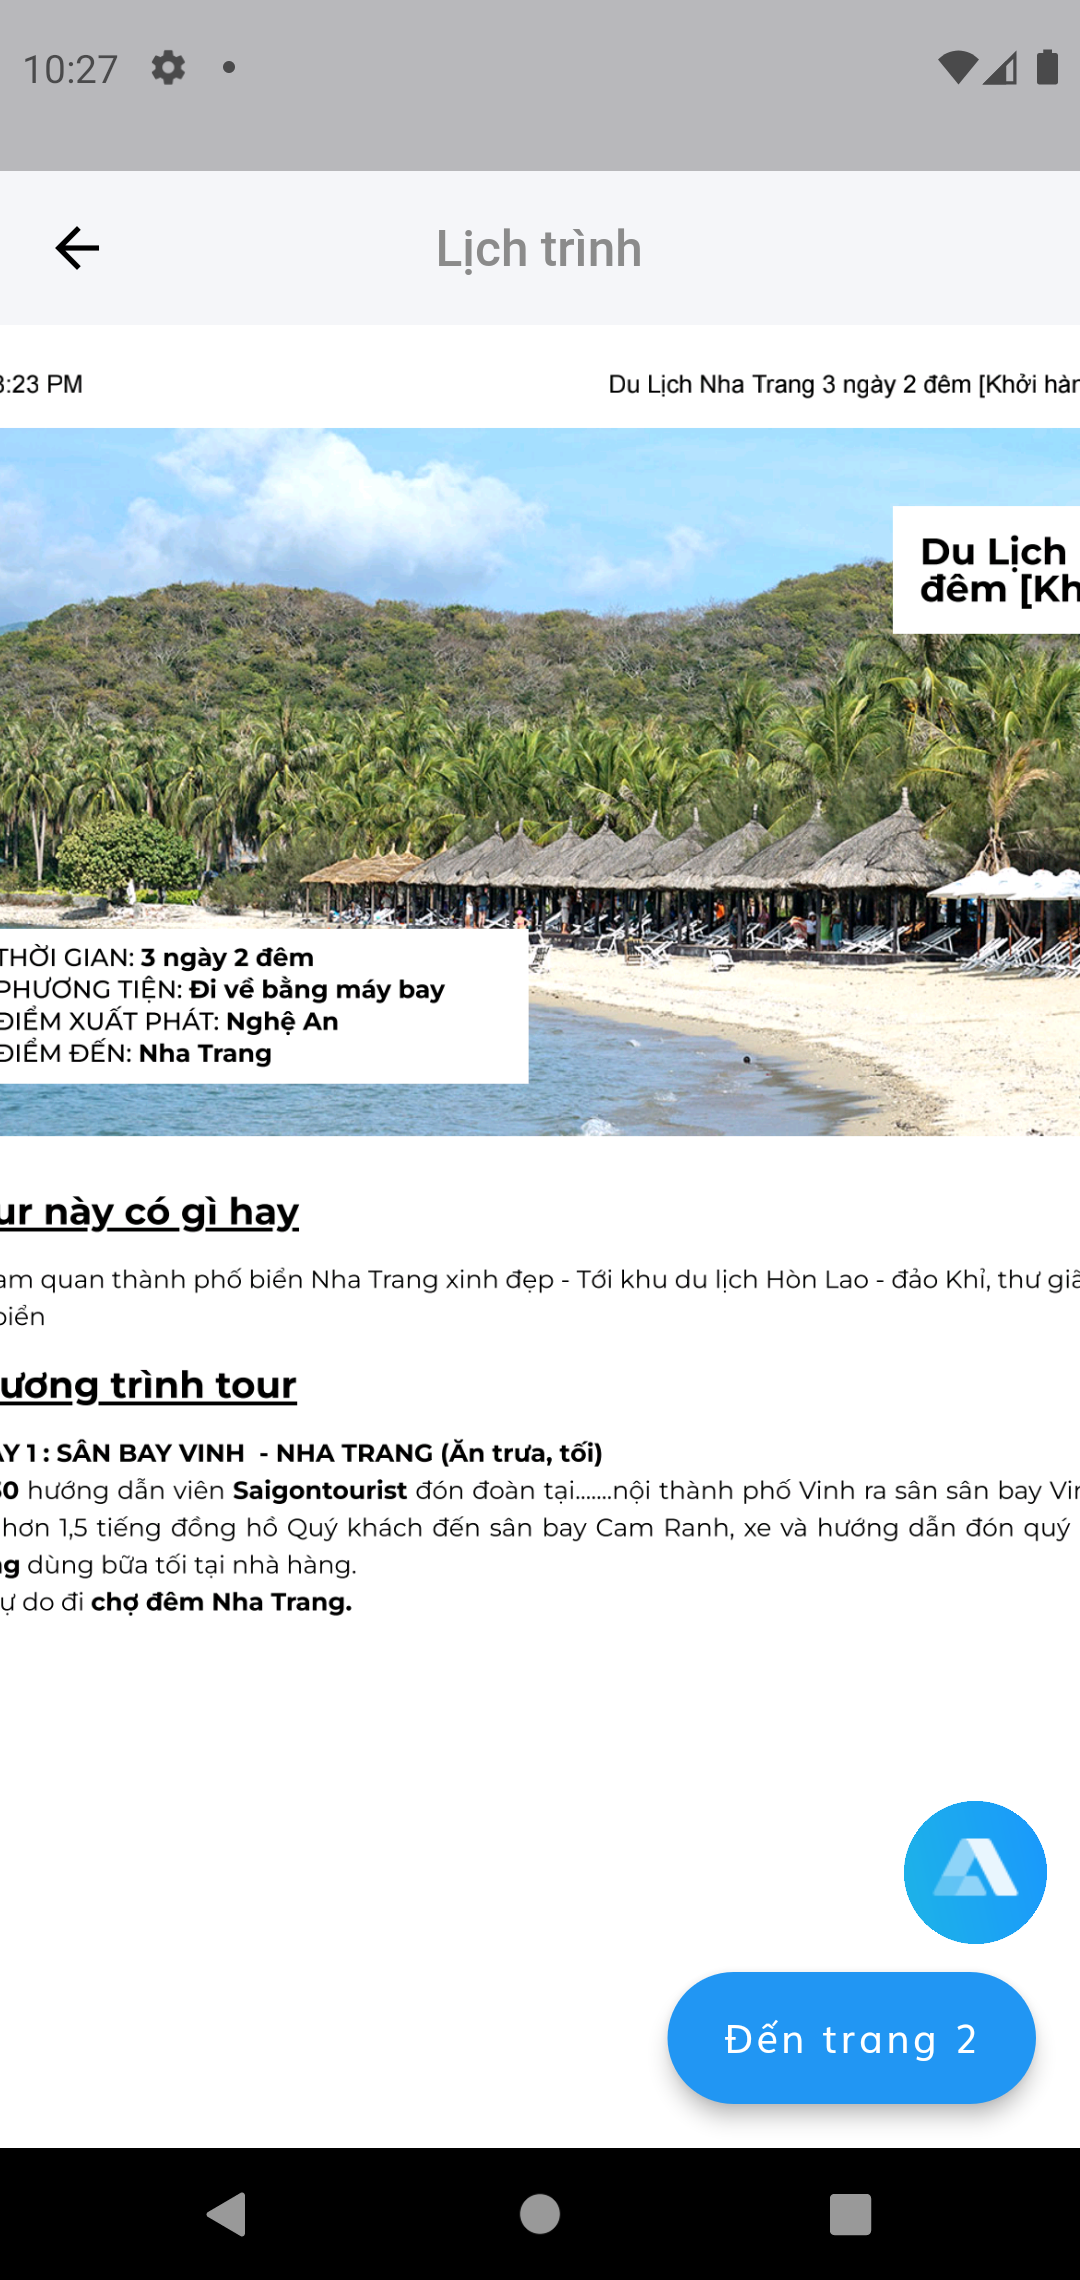 10:27
Lịch trình
3:23 PM
Du Lịch Nha Trang 3 ngày 2 đêm [Khởi hàn
Du Lịch
đêm [Kh
THỜI GIAN: 3 ngày 2 đêm
PHƯƠNG TIỆN: Đi về bằng máy bay
ĐIỂM XUẤT PHÁT: Nghệ An
ĐIỂM ĐẾN: Nha Trang
ur này có gì hay
am quan thành phố biển Nha Trang xinh đẹp - Tới khu du lịch Hòn Lao - đảo Khỉ, thư giã
biển
ương trình tour
AY 1 : SÂN BAY VINH - NHA TRANG (Ăn trưa, tối)
0 hướng dẫn viên Saigontourist đón đoàn tại.......nội thành phố Vinh ra sân sân bay Vin
hơn 1,5 tiếng đồng hồ Quý khách đến sân bay Cam Ranh, xe và hướng dẫn đón quý
ng dùng bữa tối tại nhà hàng.
ự do đi chợ đêm Nha Trang.
Đến trang 2